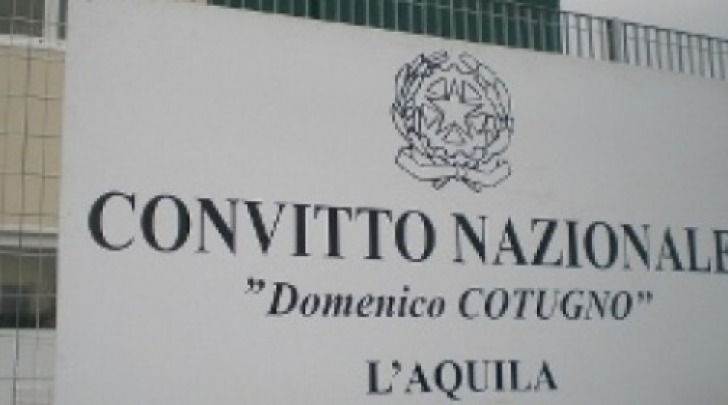 CONVITTO NAZIONALE
”Domenico COTUGNO”
L'AQUILA